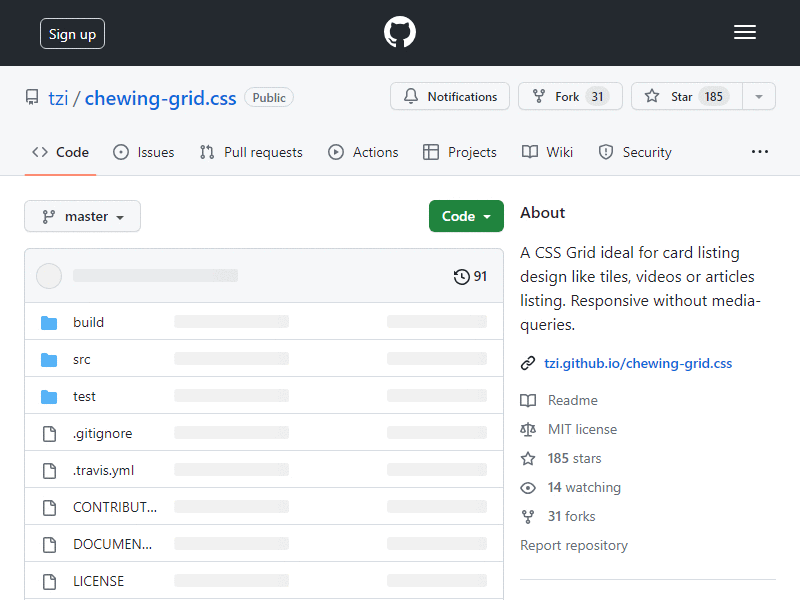 Sign up
tzi / chewing-grid.css Public
Notifications Fork 31 Star 185
Code Issues Pull requests Actions Projects Wiki Security
master
Code
91
build
src
test
.gitignore
.travis.yml
CONTRIBUT...
DOCUMEN...
LICENSE
About
A CSS Grid ideal for card listing
design like tiles, videos or articles
listing. Responsive without media-
queries.
tzi.github.io/chewing-grid.css
Readme
MIT license
185 stars
14 watching
31 forks
Report repository